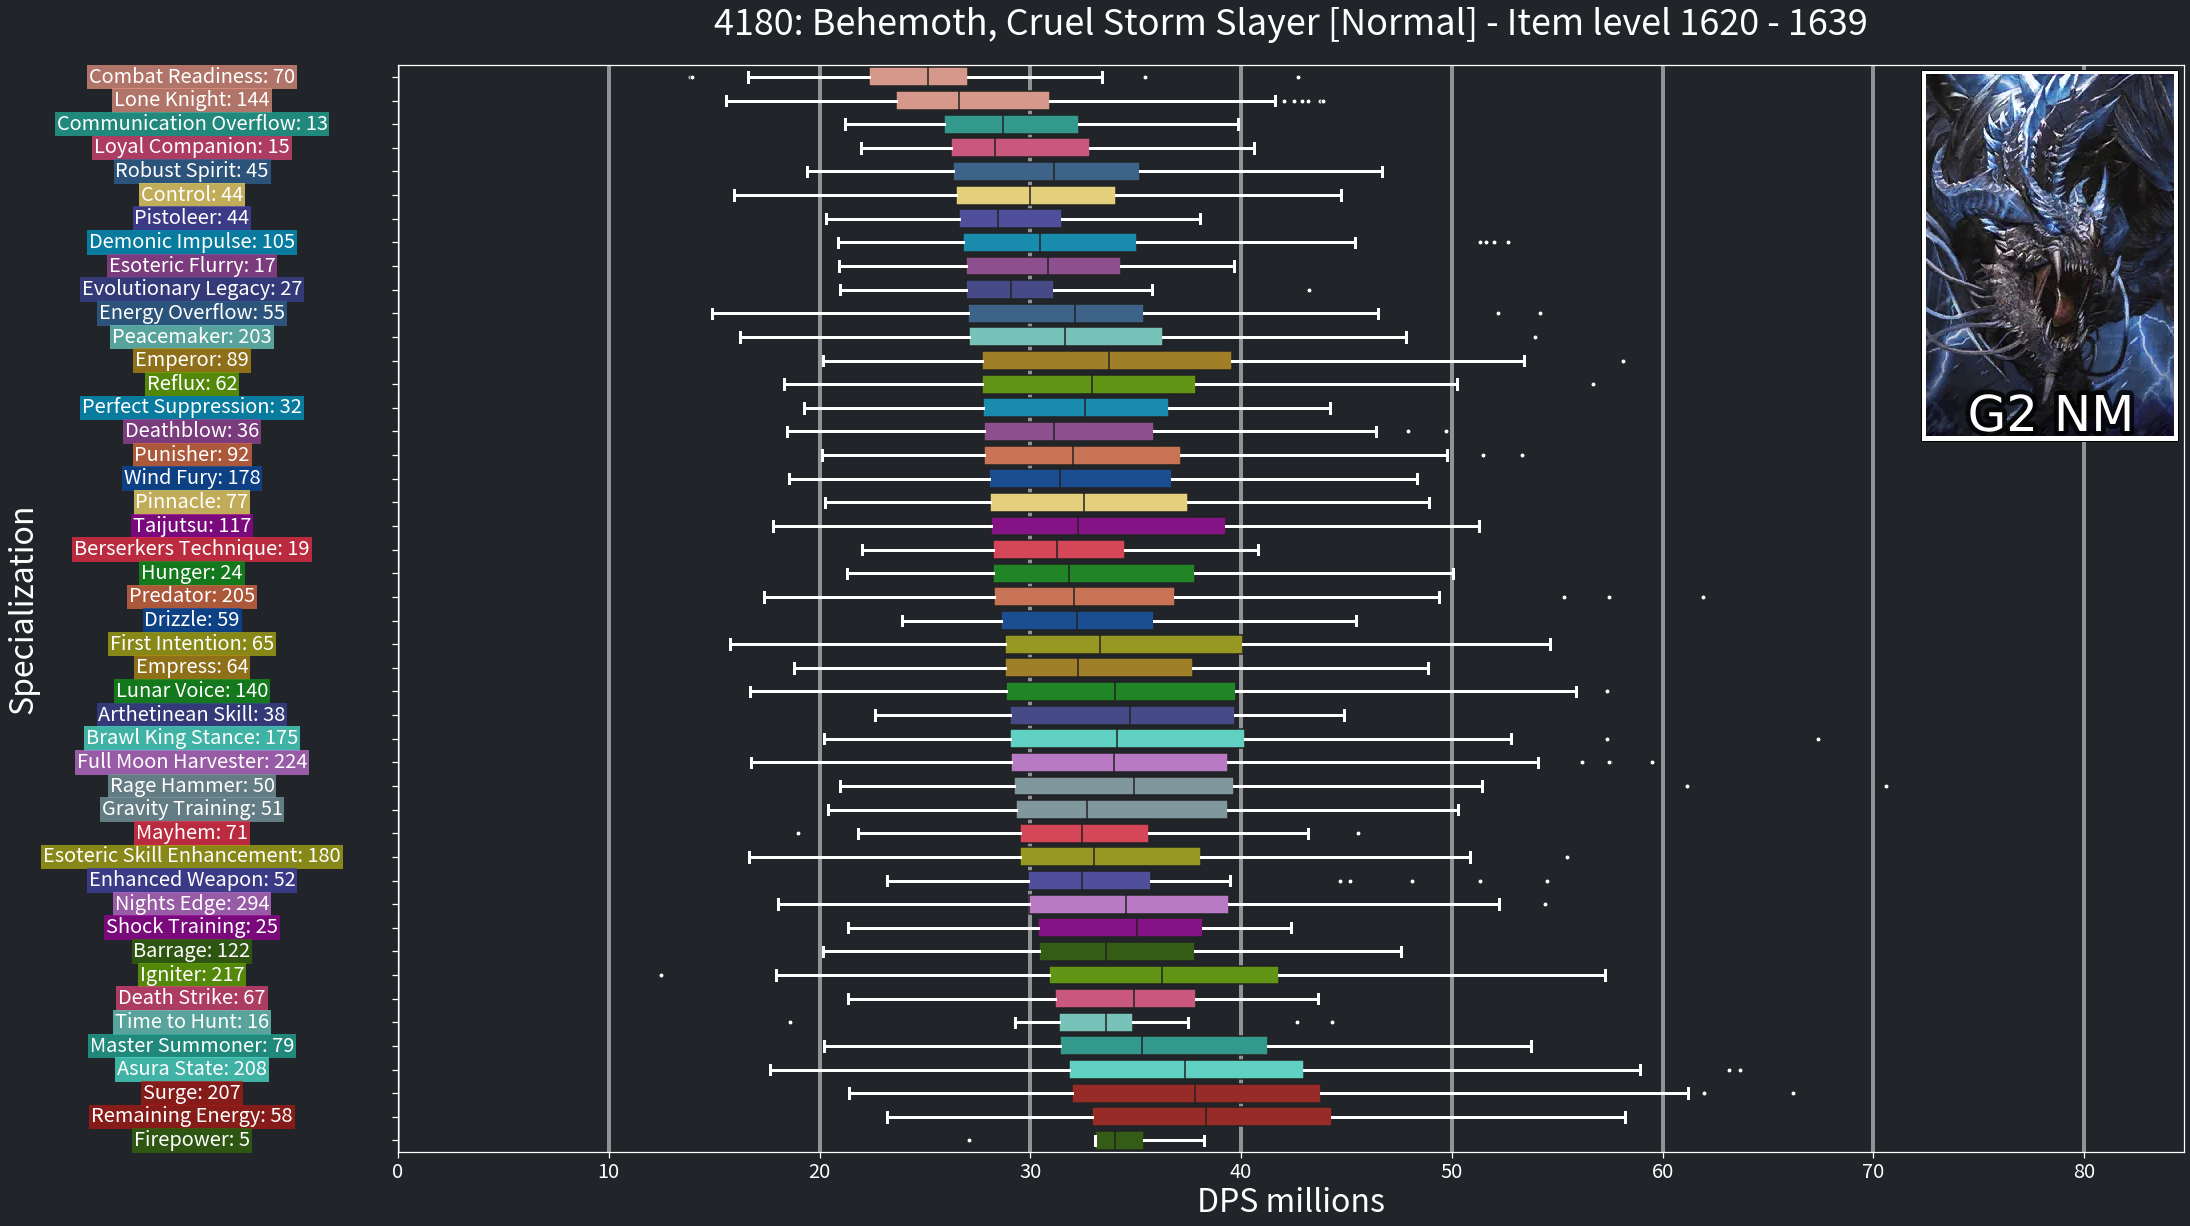 4180: Behemoth, Cruel Storm Slayer [Normal] - Item level 1620 - 1639
Combat Readiness: 70
Lone Knight: 144
Communication Overflow: 13
Loyal Companion: 15
Robust Spirit: 45
Control: 44
Pistoleer: 44
Demonic Impulse: 105
Esoteric Flurry: 17
Evolutionary Legacy: 27
Energy Overflow: 55
Peacemaker: 203
Emperor: 89
Reflux: 62
Perfect Suppression: 32
Deathblow: 36
Punisher: 92
Wind Fury: 178
Pinnacle: 77
Taijutsu: 117
Berserkers Technique: 19
Hunger: 24
Predator: 205
Drizzle: 59
First Intention: 65
Empress: 64
Lunar Voice: 140
Arthetinean Skill: 38
Brawl King Stance: 175
Full Moon Harvester: 224
Rage Hammer: 50
Gravity Training: 51
Mayhem: 71
Esoteric Skill Enhancement: 180
Enhanced Weapon: 52
Nights Edge: 294
Shock Training: 25
Barrage: 122
Igniter: 217
Death Strike: 67
Time to Hunt: 16
Master Summoner: 79
Asura State: 208
Surge: 207
Remaining Energy: 58
Firepower: 5
Specialization
G2 NM
0 10 20 30 40 50 60 70 80
DPS millions